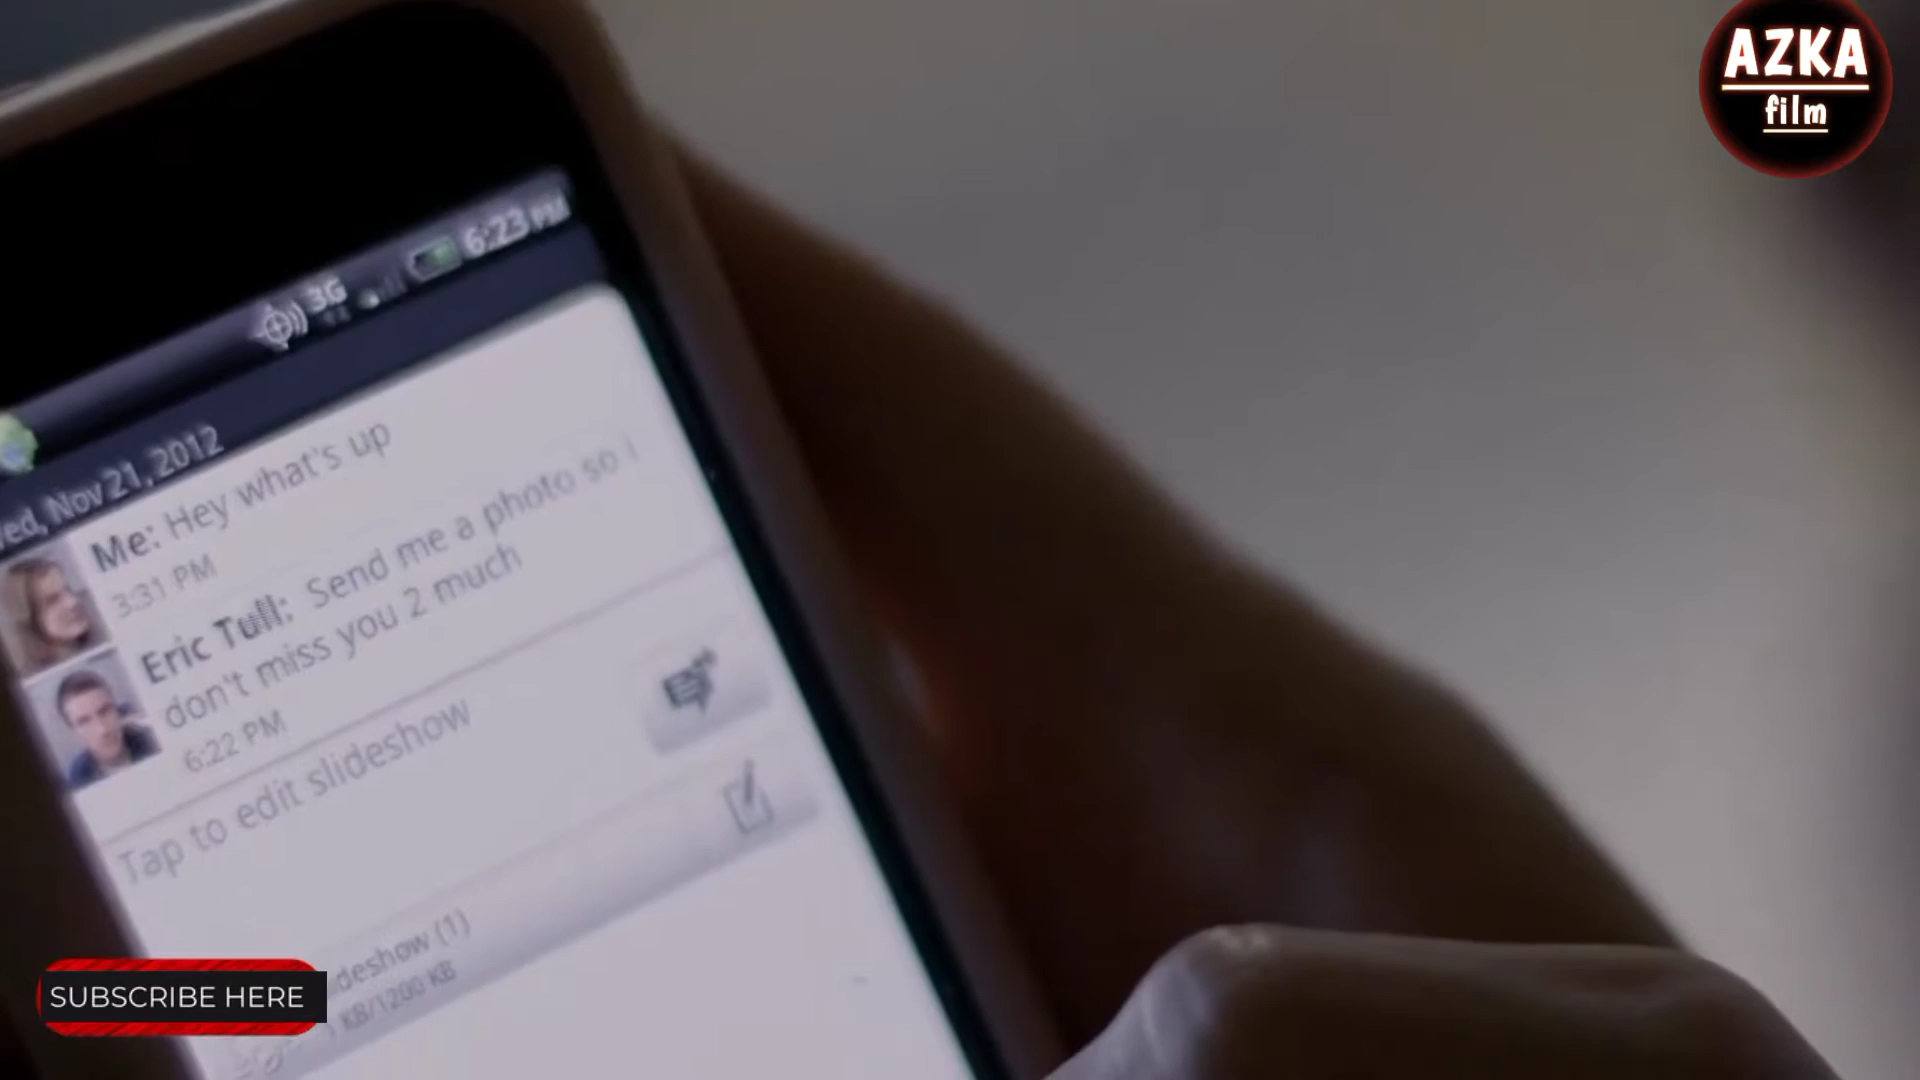 AZKA
film
6:23 PM
3G
Nov 21, 2012
Me: Hey what's up
3:31 PM
Eric Tull: Send me a photo so i
don't miss you 2 much
6:22 PM
Tap to edit slideshow
(1)
KB/1200 KB
SUBSCRIBE HERE